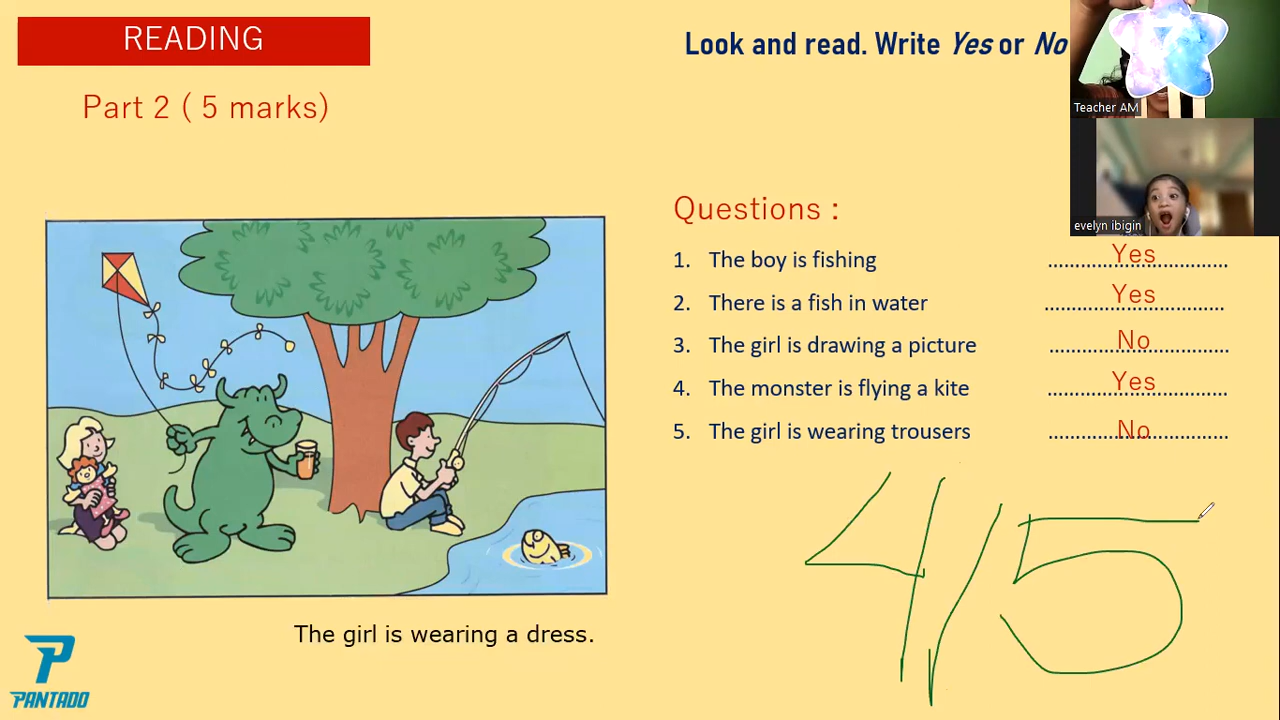 READING
Part 2 ( 5 marks)
Look and read. Write Yes or No
Teacher AM
evelyn ibigin
Questions :
1. The boy is fishing ................................ Yes
2. There is a fish in water ................................ Yes
3. The girl is drawing a picture ................................ No
4. The monster is flying a kite ................................ Yes
5. The girl is wearing trousers ................................ No
4/5
The girl is wearing a dress.
PANTADO